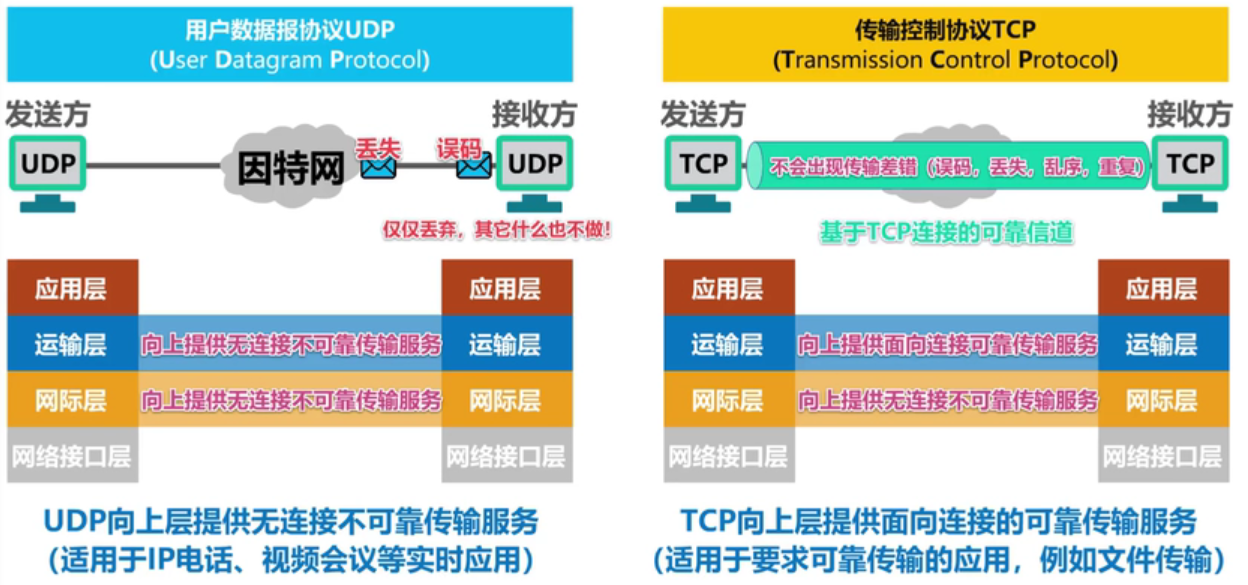 用户数据报协议UDP
(User Datagram Protocol)
发送方
接收方
UDP
因特网
丢失
误码
UDP
仅仅丢弃，其它什么也不做！
应用层
应用层
运输层
向上提供无连接不可靠传输服务
运输层
网际层
向上提供无连接不可靠传输服务
网际层
网络接口层
网络接口层
UDP向上层提供无连接不可靠传输服务
(适用于IP电话、视频会议等实时应用)
传输控制协议TCP
(Transmission Control Protocol)
发送方
接收方
TCP
不会出现传输差错（误码，丢失，乱序，重复)
TCP
基于TCP连接的可靠信道
应用层
应用层
运输层
向上提供面向连接可靠传输服务
运输层
网际层
向上提供无连接不可靠传输服务
网际层
网络接口层
网络接口层
TCP向上层提供面向连接的可靠传输服务
(适用于要求可靠传输的应用，例如文件传输)